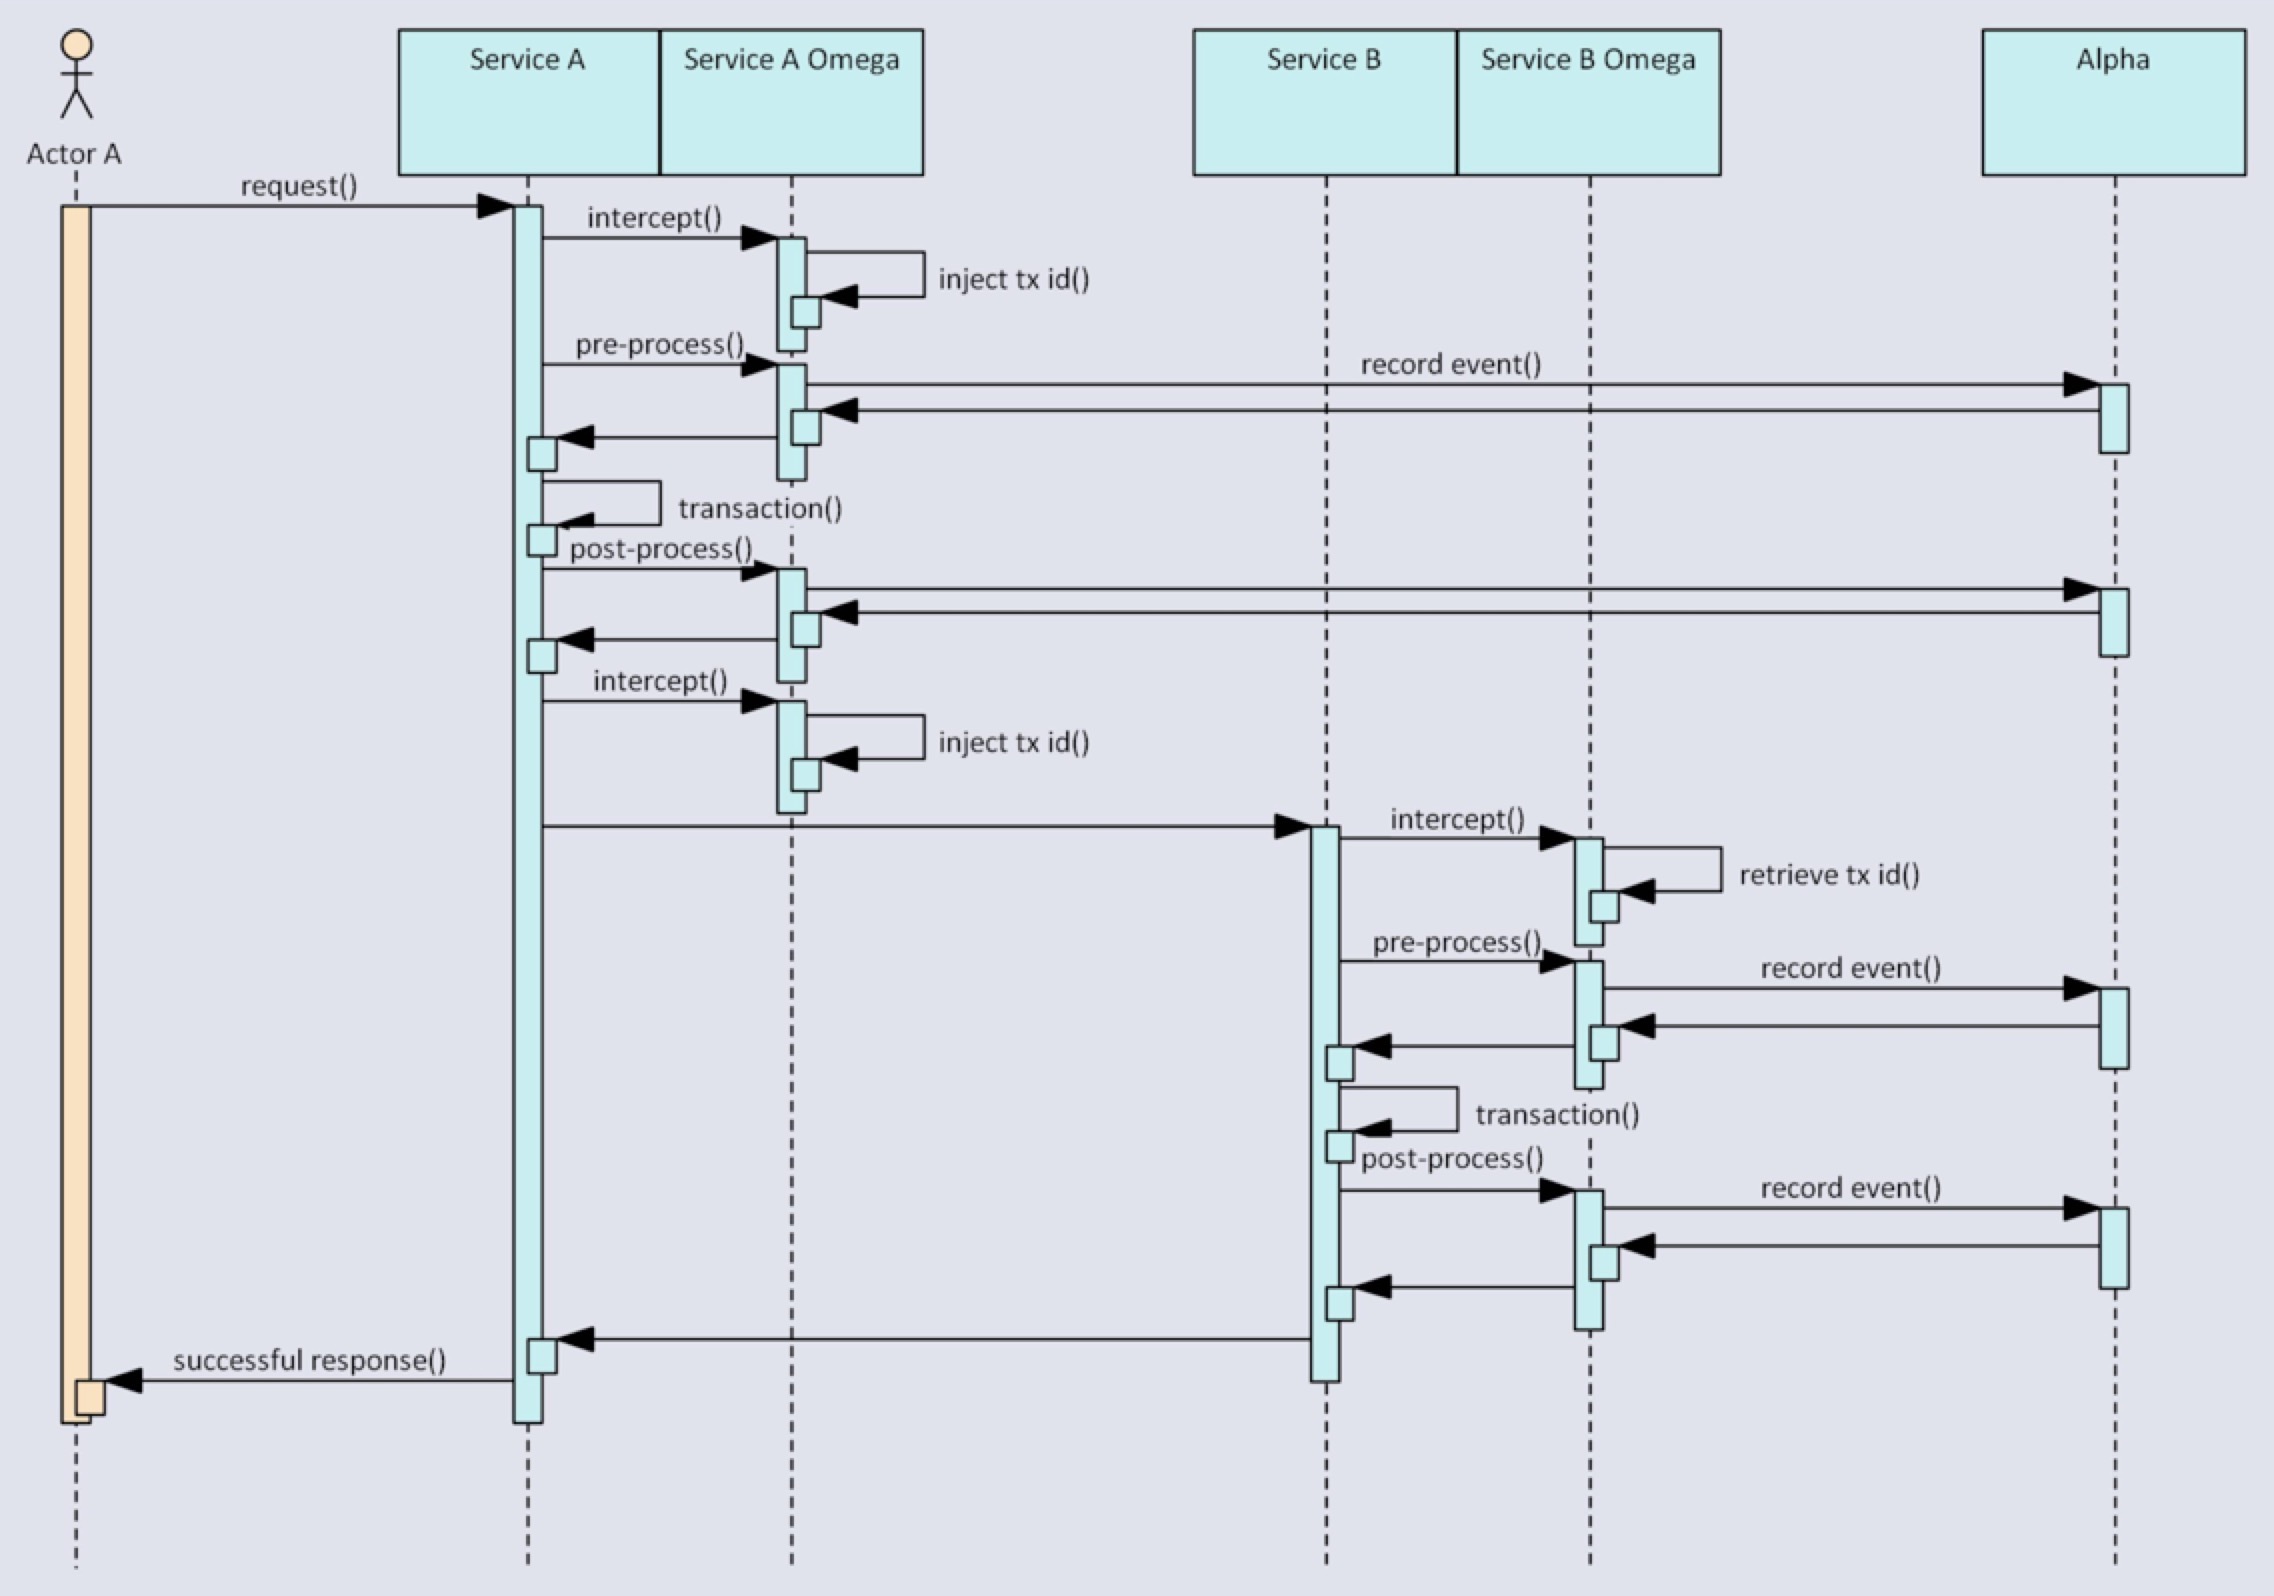 Service A
Service A Omega
Service B
Service B Omega
Alpha
Actor A
request()
intercept()
inject tx id()
pre-process()
record event()
transaction()
post-process()
intercept()
inject tx id()
intercept()
retrieve tx id()
pre-process()
record event()
transaction()
post-process()
record event()
successful response()